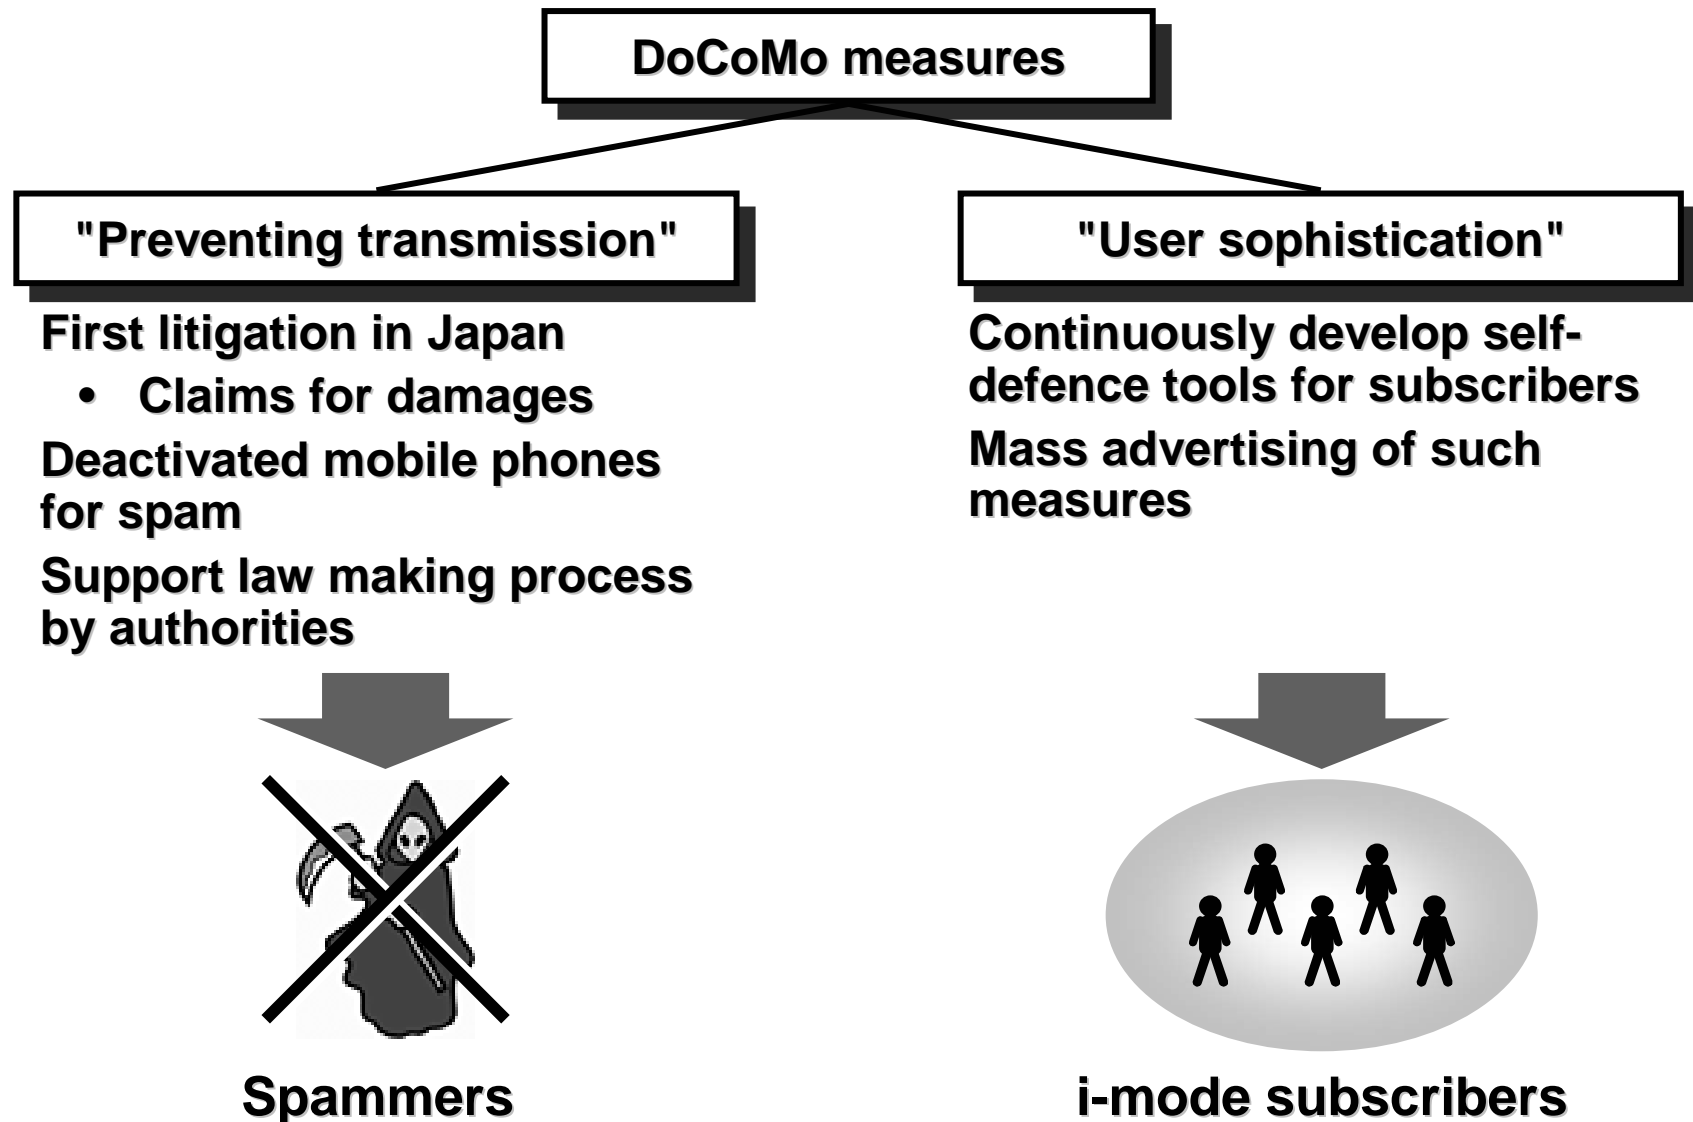 DoCoMo measures
"Preventing transmission"
First litigation in Japan
• Claims for damages
Deactivated mobile phones
for spam
Support law making process
by authorities
Spammers
"User sophistication"
Continuously develop self-
defence tools for subscribers
Mass advertising of such
measures
i-mode subscribers